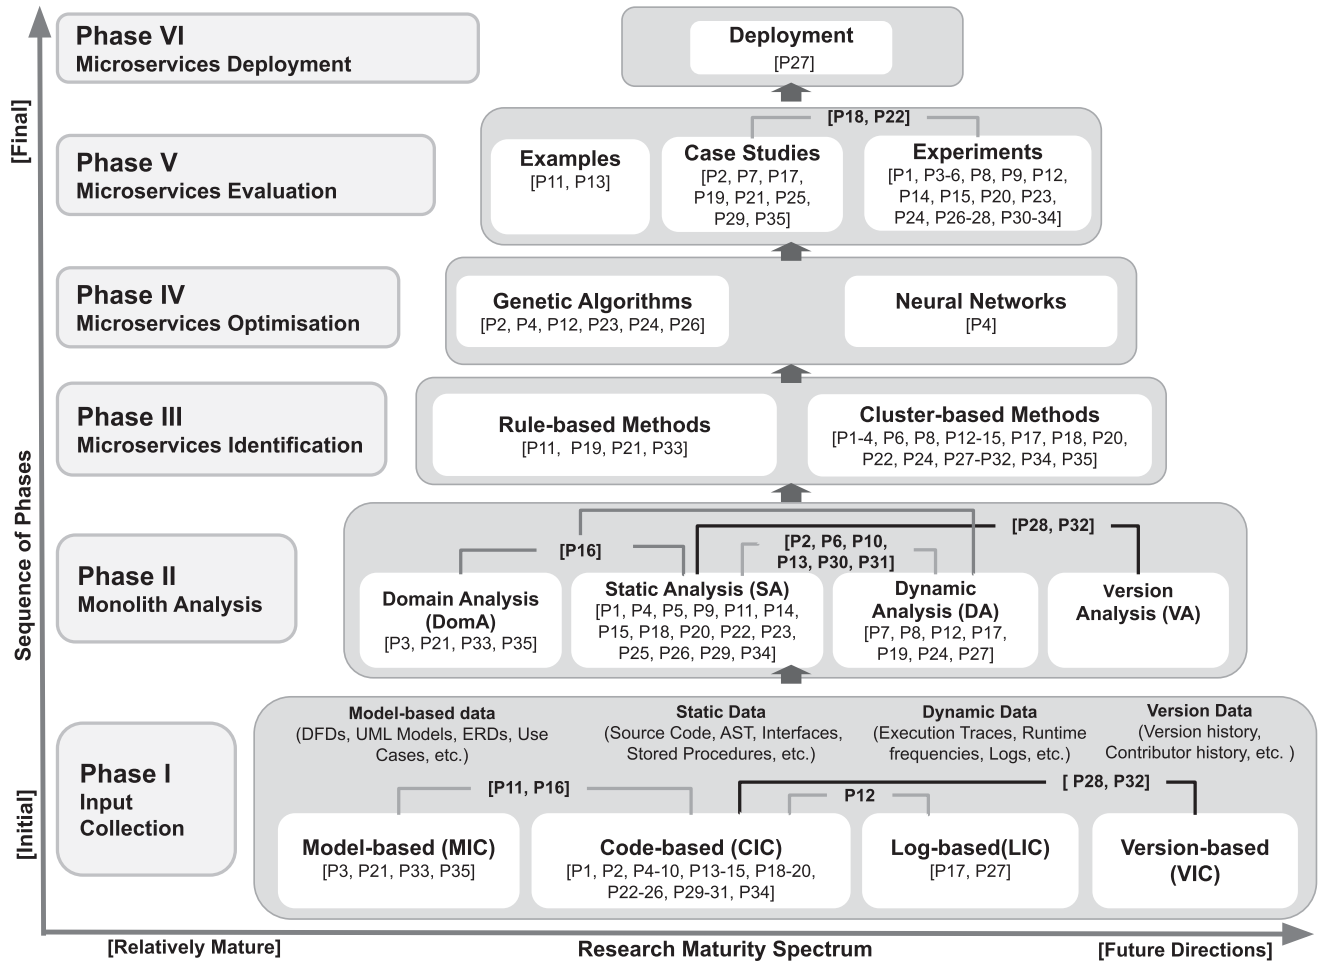 Phase VI
Microservices Deployment
Deployment
[P27]
[Final]
Phase V
Microservices Evaluation
[P18, P22]
Examples
[P11, P13]
Case Studies
[P2, P7, P17,
P19, P21, P25,
P29, P35]
Experiments
[P1, P3-6, P8, P9, P12,
P14, P15, P20, P23,
P24, P26-28, P30-34]
Phase IV
Microservices Optimisation
Genetic Algorithms
[P2, P4, P12, P23, P24, P26]
Neural Networks
[P4]
Phase III
Microservices Identification
Rule-based Methods
[P11, P19, P21, P33]
Cluster-based Methods
[P1-4, P6, P8, P12-15, P17, P18, P20,
P22, P24, P27-P32, P34, P35]
Sequence of Phases
Phase II
Monolith Analysis
[P16]
[P2, P6, P10,
P13, P30, P31]
[P28, P32]
Domain Analysis
(DomA)
[P3, P21, P33, P35]
Static Analysis (SA)
[P1, P4, P5, P9, P11, P14,
P15, P18, P20, P22, P23,
P25, P26, P29, P34]
Dynamic
Analysis (DA)
[P7, P8, P12, P17,
P19, P24, P27]
Version
Analysis (VA)
[Initial]
Phase I
Input
Collection
Model-based data
(DFDs, UML Models, ERDs, Use
Cases, etc.)
Static Data
(Source Code, AST, Interfaces,
Stored Procedures, etc.)
Dynamic Data
(Execution Traces, Runtime
frequencies, Logs, etc.)
Version Data
(Version history,
Contributor history, etc. )
[P11, P16]
P12
[ P28, P32]
Model-based (MIC)
[P3, P21, P33, P35]
Code-based (CIC)
[P1, P2, P4-10, P13-15, P18-20,
P22-26, P29-31, P34]
Log-based(LIC)
[P17, P27]
Version-based
(VIC)
[Relatively Mature]
Research Maturity Spectrum
[Future Directions]